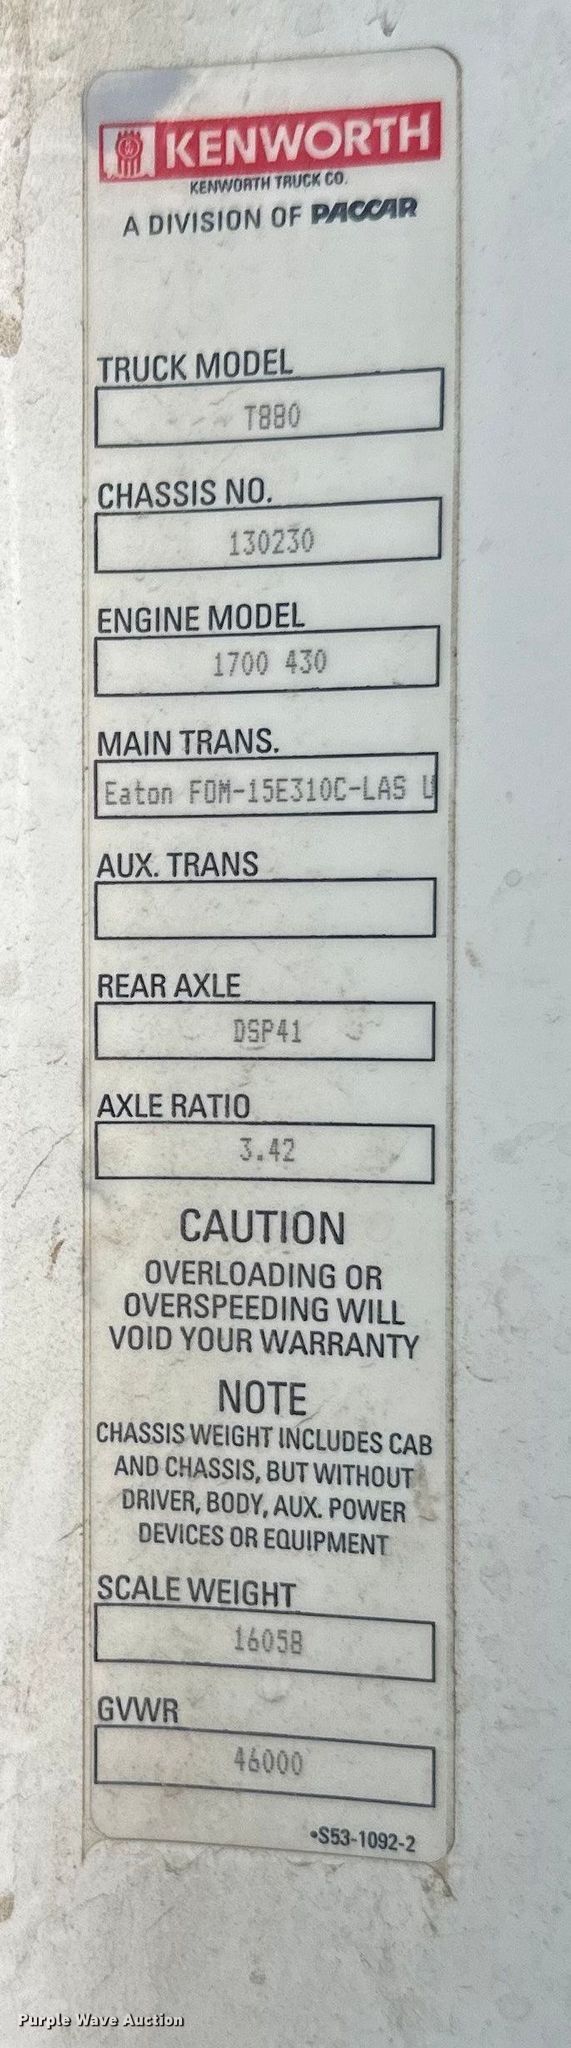 KENWORTH
KENWORTH TRUCK CO.
A DIVISION OF PACCAR
TRUCK MODEL
T880
CHASSIS NO.
130230
ENGINE MODEL
1700 430
MAIN TRANS.
Eaton FOM-15E310C-LAS U
AUX. TRANS
REAR AXLE
DSP41
AXLE RATIO
3.42
CAUTION
OVERLOADING OR
OVERSPEEDING WILL
VOID YOUR WARRANTY
NOTE
CHASSIS WEIGHT INCLUDES CAB
AND CHASSIS, BUT WITHOUT
DRIVER, BODY, AUX. POWER
DEVICES OR EQUIPMENT
SCALE WEIGHT
16058
GVWR
46000
•S53-1092-2
Purple Wave Auction